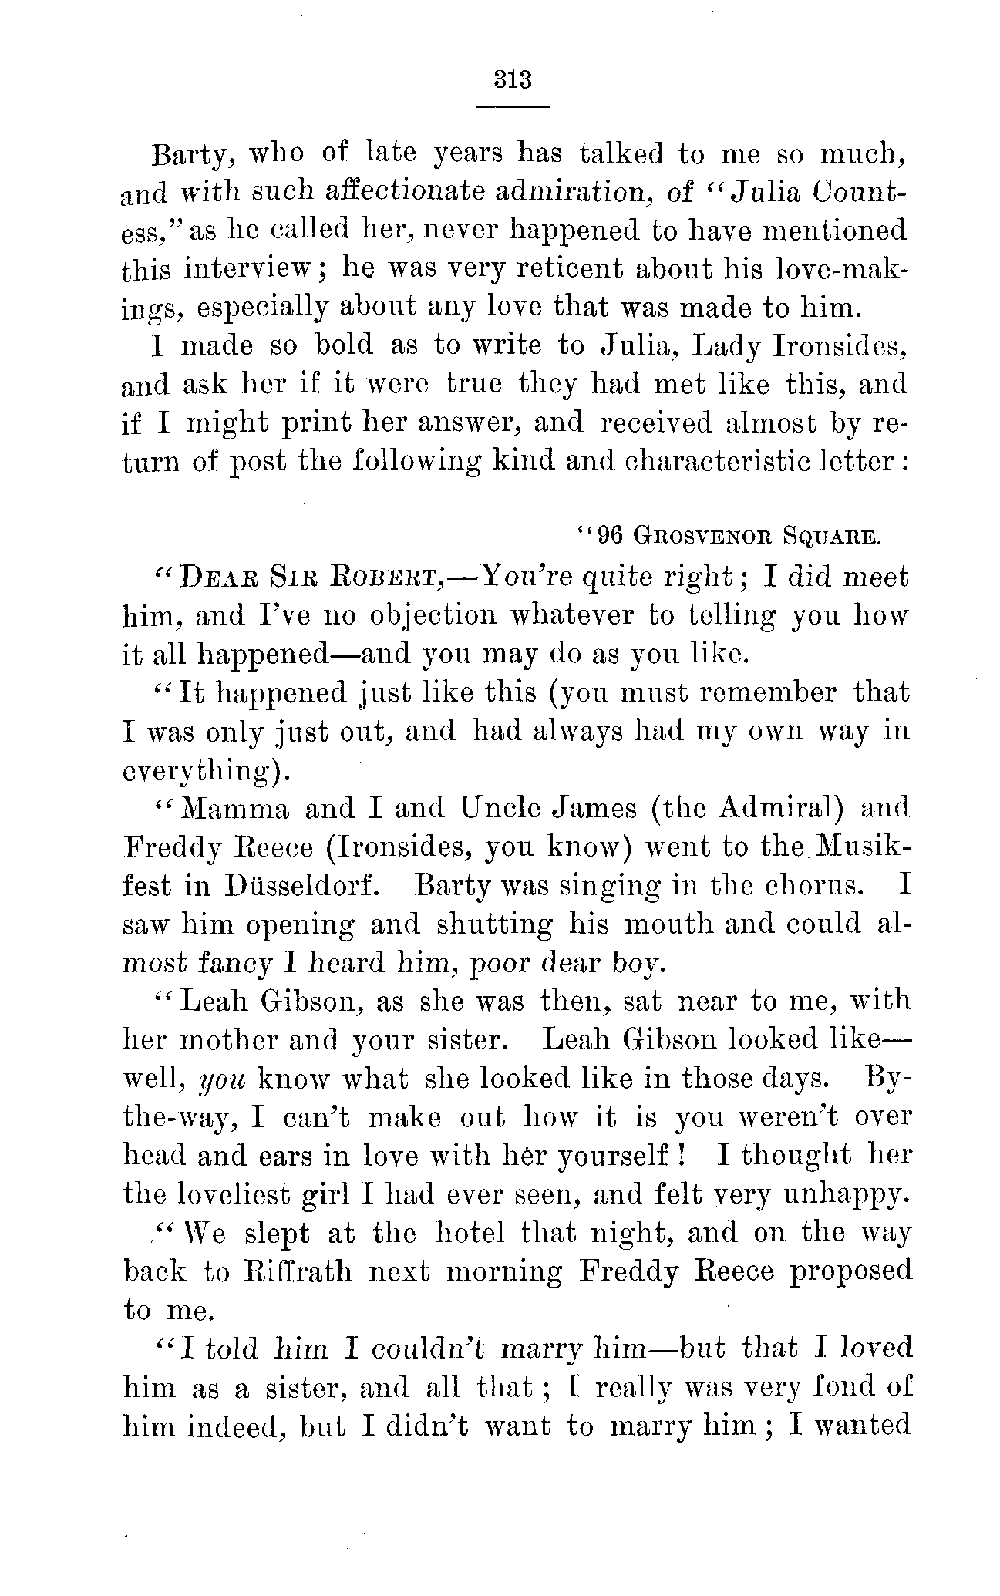 313
Barty, who of late years has talked to me so much,
and with such affectionate admiration, of “Julia Count-
ess,” as he called her, never happened to have mentioned
this interview; he was very reticent about his love-mak-
ings, especially about any love that was made to him.
I made so bold as to write to Julia, Lady Ironsides,
and ask her if it were true they had met like this, and
if I might print her answer, and received almost by re-
turn of post the following kind and characteristic letter:
“96 GROSVENOR SQUARE.
“DEAR SIR ROBERT,—You’re quite right; I did meet
him, and I’ve no objection whatever to telling you how
it all happened—and you may do as you like.
“It happened just like this (you must remember that
I was only just out, and had always had my own way in
everything).
“Mamma and I and Uncle James (the Admiral) and
Freddy Reece (Ironsides, you know) went to the Musik-
fest in Düsseldorf. Barty was singing in the chorus. I
saw him opening and shutting his mouth and could al-
most fancy I heard him, poor dear boy.
“Leah Gibson, as she was then, sat near to me, with
her mother and your sister. Leah Gibson looked like—
well, you know what she looked like in those days. By-
the-way, I can’t make out how it is you weren’t over
head and ears in love with her yourself! I thought her
the loveliest girl I had ever seen, and felt very unhappy.
“We slept at the hotel that night, and on the way
back to Riffrath next morning Freddy Reece proposed
to me.
“I told him I couldn’t marry him—but that I loved
him as a sister, and all that; I really was very fond of
him indeed, but I didn’t want to marry him; I wanted